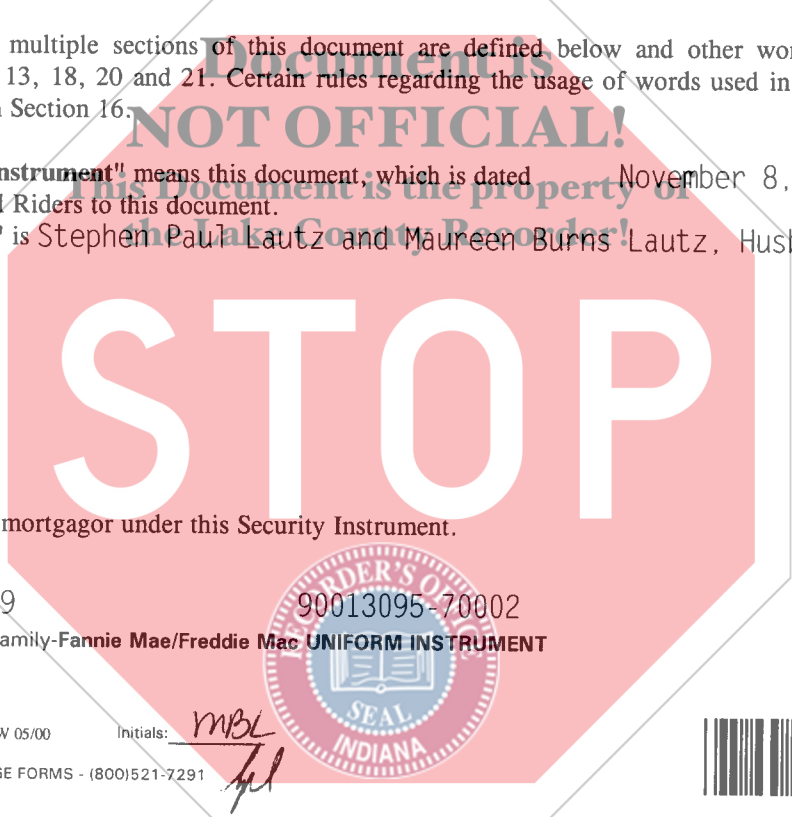 multiple sections of this document are defined below and other wor
13, 18, 20 and 21. Certain rules regarding the usage of words used in
Section 16.
Document is
NOT OFFICIAL!
This Document is the property of
the Lake County Recorder!
nstrument" means this document, which is dated November 8,
Riders to this document.
" is Stephen Paul Lautz and Maureen Burns Lautz, Husb
STOP
mortgagor under this Security Instrument.
9 90013095-70002
amily-Fannie Mae/Freddie Mac UNIFORM INSTRUMENT
RECORDER'S OFFICE
SEAL
INDIANA
W 05/00 Initials: MBL
GE FORMS - (800)521-7291